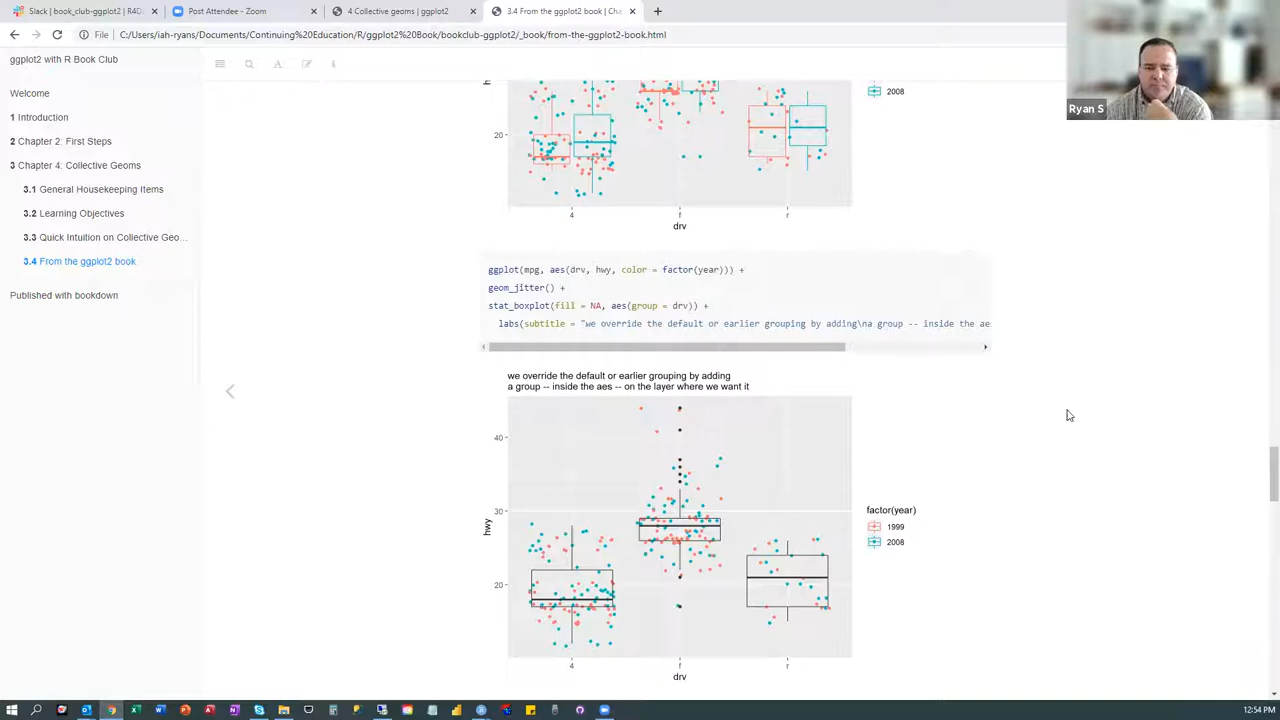 Slack | book_club-ggplot2 | R4D
Post Attendee - Zoom
4 Collective geoms | ggplot2
3.4 From the ggplot2 book | Cha
File | C:/Users/iah-ryans/Documents/Continuing%20Education/R/ggplot2%20Book/bookclub-ggplot2/_book/from-the-ggplot2-book.html
Ryan S
ggplot2 with R Book Club
Welcome
1 Introduction
2 Chapter 2: First Steps
3 Chapter 4: Collective Geoms
3.1 General Housekeeping Items
3.2 Learning Objectives
3.3 Quick Intuition on Collective Geo...
3.4 From the ggplot2 book
Published with bookdown
2008
20
4 f r
drv
ggplot(mpg, aes(drv, hwy, color = factor(year))) +
geom_jitter() +
stat_boxplot(fill = NA, aes(group = drv)) +
labs(subtitle = "we override the default or earlier grouping by adding\na group -- inside the ae
we override the default or earlier grouping by adding
a group -- inside the aes -- on the layer where we want it
40
30
20
hwy
4 f r
drv
factor(year)
1999
2008
12:54 PM